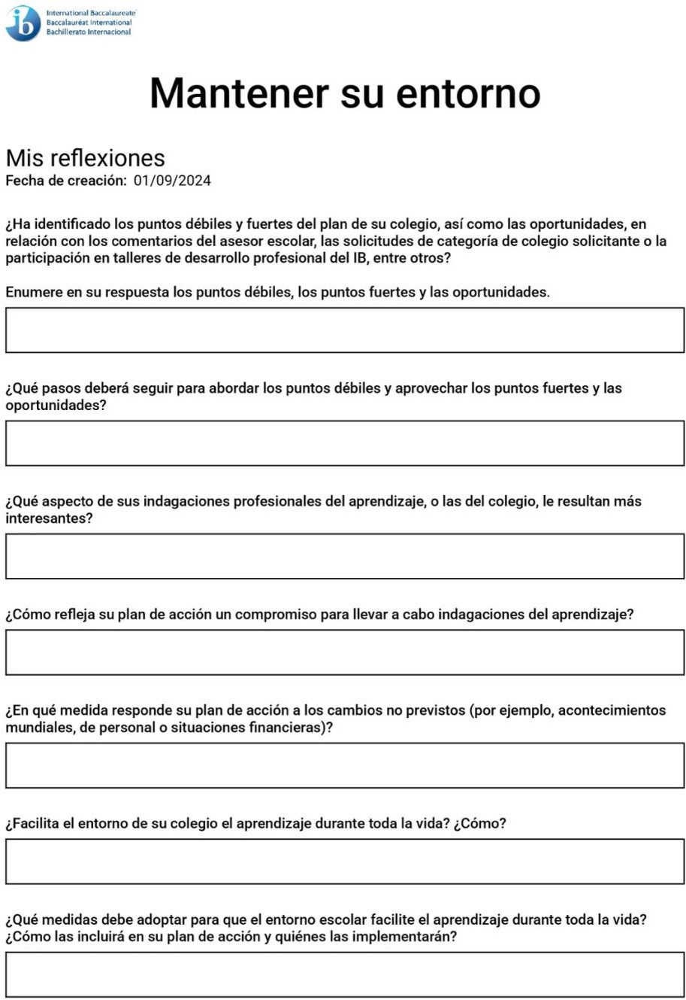 International Baccalaureate
Baccalauréat International
Bachillerato Internacional
Mantener su entorno
Mis reflexiones
Fecha de creación: 01/09/2024
¿Ha identificado los puntos débiles y fuertes del plan de su colegio, así como las oportunidades, en
relación con los comentarios del asesor escolar, las solicitudes de categoría de colegio solicitante o la
participación en talleres de desarrollo profesional del IB, entre otros?
Enumere en su respuesta los puntos débiles, los puntos fuertes y las oportunidades.
¿Qué pasos deberá seguir para abordar los puntos débiles y aprovechar los puntos fuertes y las
oportunidades?
¿Qué aspecto de sus indagaciones profesionales del aprendizaje, o las del colegio, le resultan más
interesantes?
¿Cómo refleja su plan de acción un compromiso para llevar a cabo indagaciones del aprendizaje?
¿En qué medida responde su plan de acción a los cambios no previstos (por ejemplo, acontecimientos
mundiales, de personal o situaciones financieras)?
¿Facilita el entorno de su colegio el aprendizaje durante toda la vida? ¿Cómo?
¿Qué medidas debe adoptar para que el entorno escolar facilite el aprendizaje durante toda la vida?
¿Cómo las incluirá en su plan de acción y quiénes las implementarán?